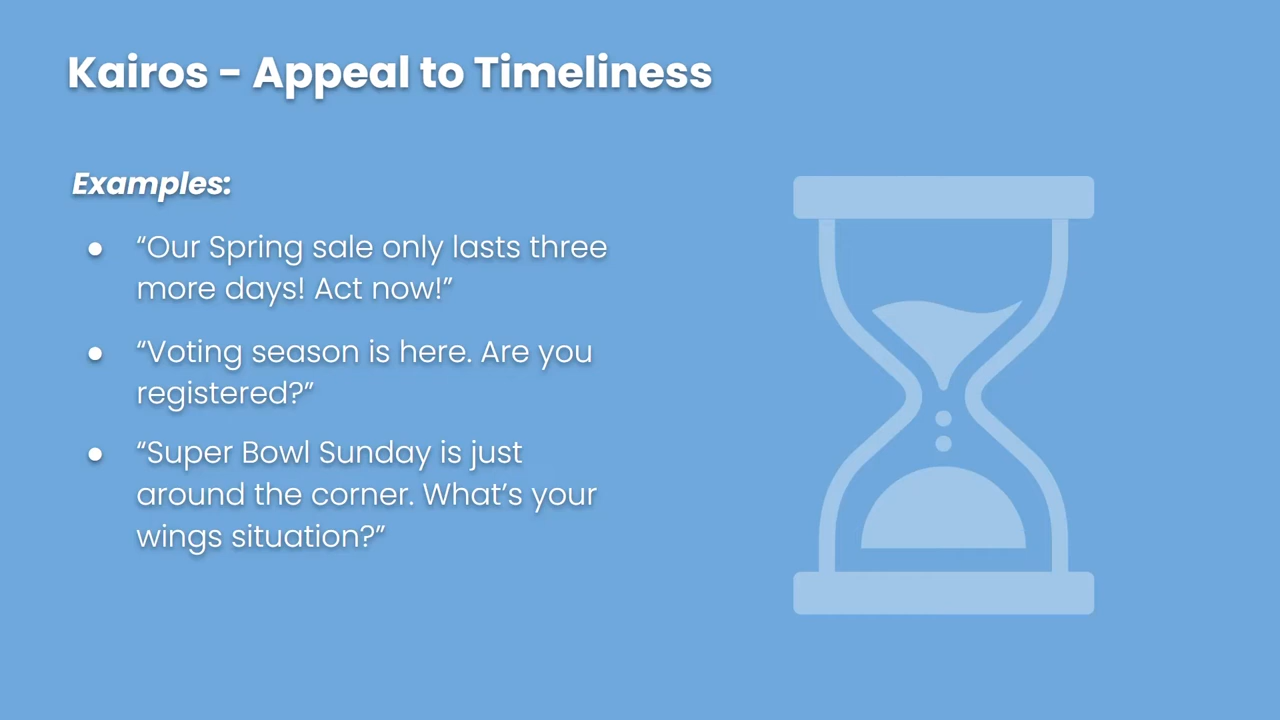 Kairos - Appeal to Timeliness
Examples:
● “Our Spring sale only lasts three
more days! Act now!”
● “Voting season is here. Are you
registered?”
● “Super Bowl Sunday is just
around the corner. What’s your
wings situation?”